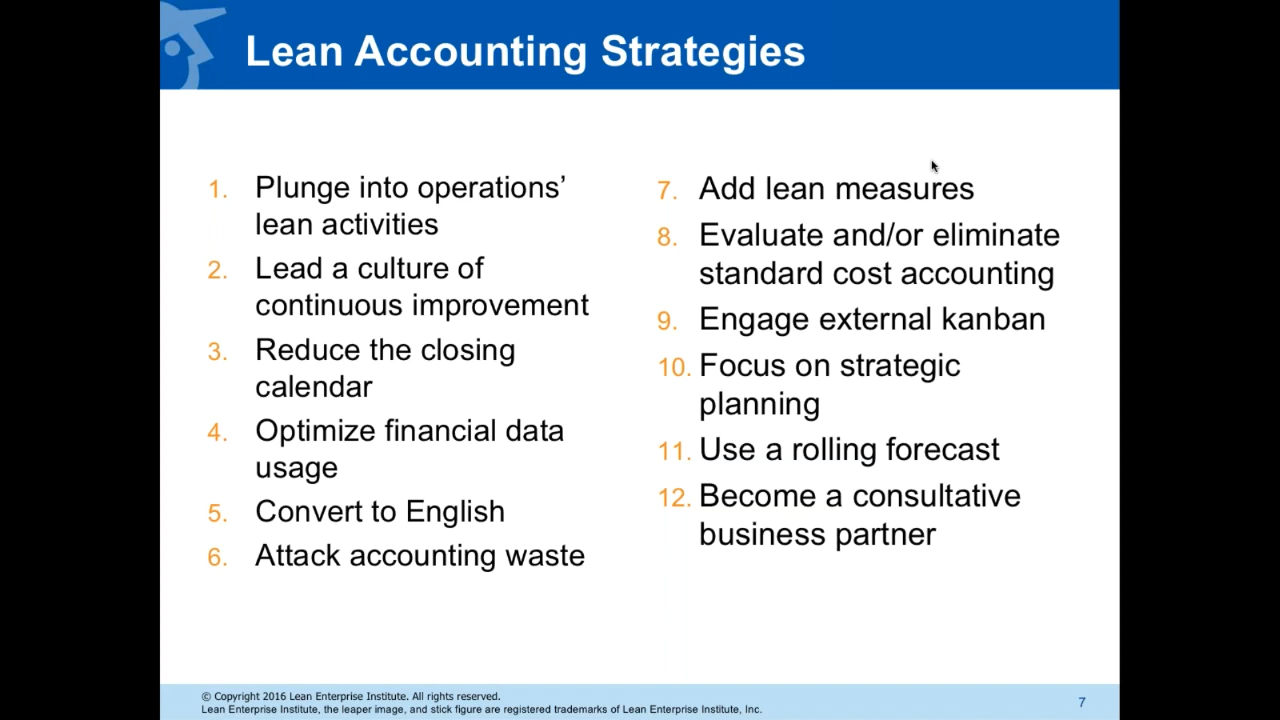 Lean Accounting Strategies
1. Plunge into operations’
lean activities
2. Lead a culture of
continuous improvement
3. Reduce the closing
calendar
4. Optimize financial data
usage
5. Convert to English
6. Attack accounting waste
7. Add lean measures
8. Evaluate and/or eliminate
standard cost accounting
9. Engage external kanban
10. Focus on strategic
planning
11. Use a rolling forecast
12. Become a consultative
business partner
© Copyright 2016 Lean Enterprise Institute. All rights reserved.
Lean Enterprise Institute, the leaper image, and stick figure are registered trademarks of Lean Enterprise Institute, Inc.
7